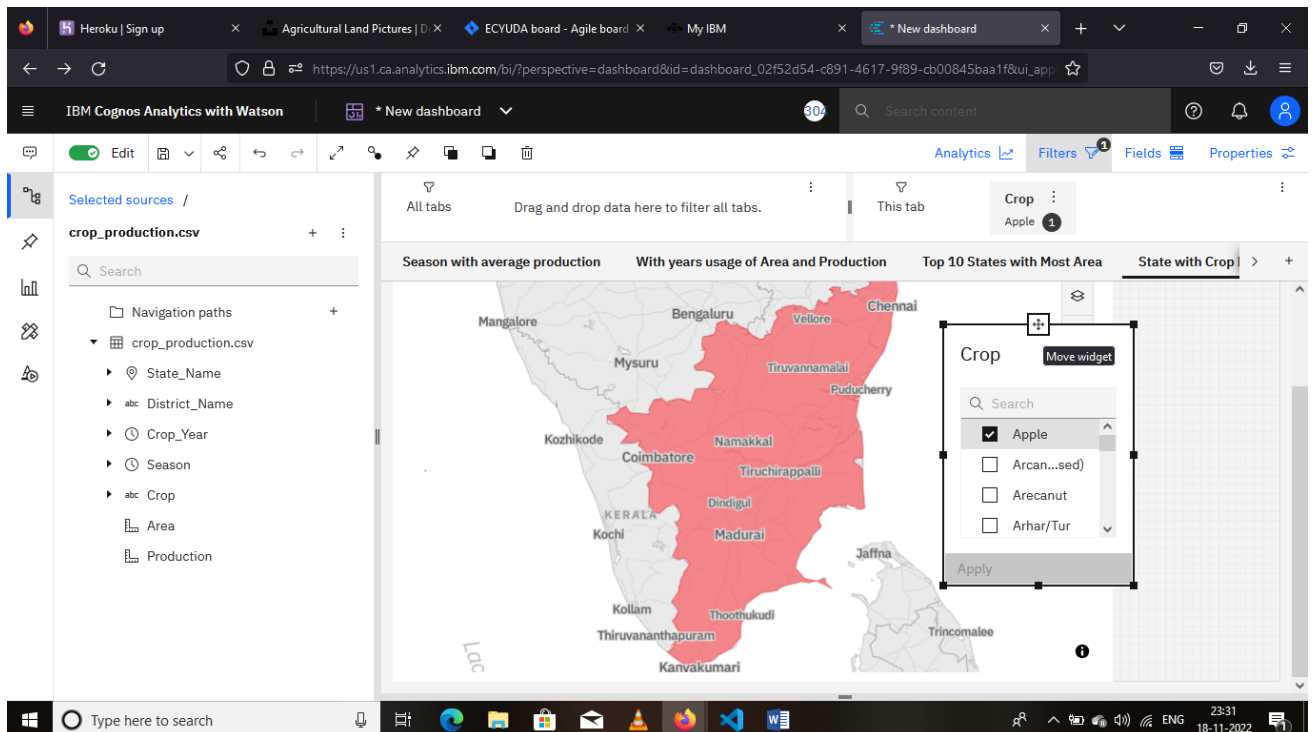 Heroku | Sign up
Agricultural Land Pictures | Do
ECYUDA board - Agile board
My IBM
* New dashboard
https://us1.ca.analytics.ibm.com/bi/?perspective=dashboard&id=dashboard_02f52d54-c891-4617-9f89-cb00845baa1f&ui_app
IBM Cognos Analytics with Watson
* New dashboard
304
Search content
Edit
Analytics
Filters 1
Fields
Properties
Selected sources /
crop_production.csv
Search
Navigation paths
crop_production.csv
State_Name
abc District_Name
Crop_Year
Season
abc Crop
Area
Production
All tabs
Drag and drop data here to filter all tabs.
This tab
Crop
Apple 1
Season with average production
With years usage of Area and Production
Top 10 States with Most Area
State with Crop
Mangalore
Bengaluru
Chennai
Vellore
Mysuru
Tiruvannamalai
Puducherry
Kozhikode
Namakkal
Coimbatore
Tiruchirappalli
Dindigul
KERALA
Kochi
Madurai
Jaffna
Kollam
Thoothukudi
Thiruvananthapuram
Trincomalee
Lac
Kanyakumari
Crop
Move widget
Search
Apple
Arcan...sed)
Arecanut
Arhar/Tur
Apply
Type here to search
ENG
23:31
18-11-2022
1